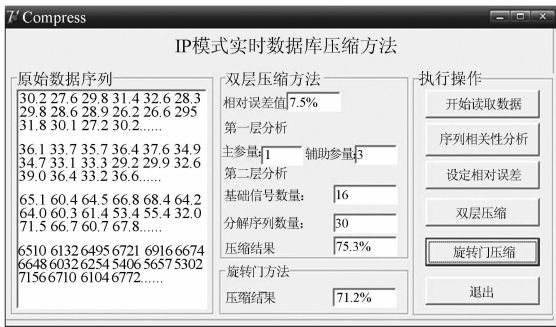 Compress
IP模式实时数据库压缩方法
原始数据序列
30.2 27.6 29.8 31.4 32.6 28.3
29.8 28.6 28.9 26.2 26.6 295
31.8 30.1 27.2 30.2......
36.1 33.7 35.7 36.4 37.6 34.9
34.7 33.1 33.3 29.2 29.9 32.6
39.0 36.4 33.2 36.6......
65.1 60.4 64.5 66.8 68.4 64.2
64.0 60.3 61.4 53.4 55.4 32.0
71.5 66.7 60.7 67.8......
6510 6132 6495 6721 6916 6674
6648 6032 6254 5406 5657 5302
7156 6710 6104 6772......
双层压缩方法
相对误差值 7.5%
第一层分析
主参量: 1 辅助参量: 3
第二层分析
基础信号数量: 16
分解序列数量: 30
压缩结果 75.3%
旋转门方法
压缩结果 71.2%
执行操作
开始读取数据
序列相关性分析
设定相对误差
双层压缩
旋转门压缩
退出